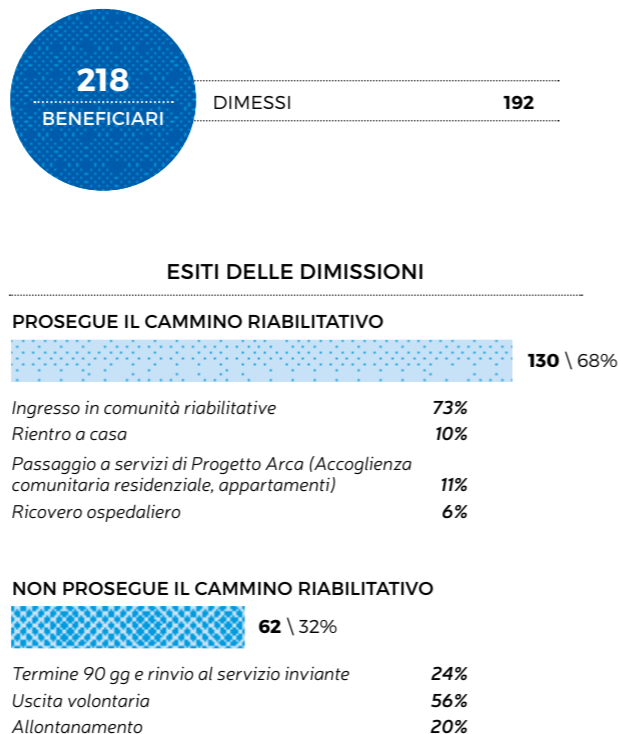 218
BENEFICIARI
DIMESSI 192
ESITI DELLE DIMISSIONI
PROSEGUE IL CAMMINO RIABILITATIVO
130 \ 68%
Ingresso in comunità riabilitative 73%
Rientro a casa 10%
Passaggio a servizi di Progetto Arca (Accoglienza
comunitaria residenziale, appartamenti) 11%
Ricovero ospedaliero 6%
NON PROSEGUE IL CAMMINO RIABILITATIVO
62 \ 32%
Termine 90 gg e rinvio al servizio inviante 24%
Uscita volontaria 56%
Allontanamento 20%